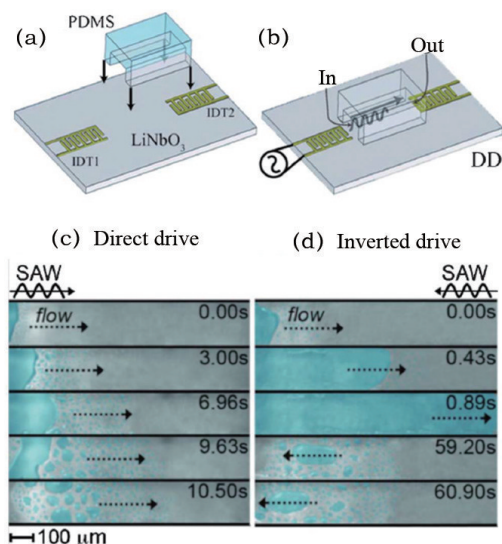 (a)
PDMS
IDT1
LiNbO₃
IDT2
(b)
In
Out
DD
(c) Direct drive
SAW
flow
0.00s
3.00s
6.96s
9.63s
10.50s
100 μm
(d) Inverted drive
SAW
flow
0.00s
0.43s
0.89s
59.20s
60.90s